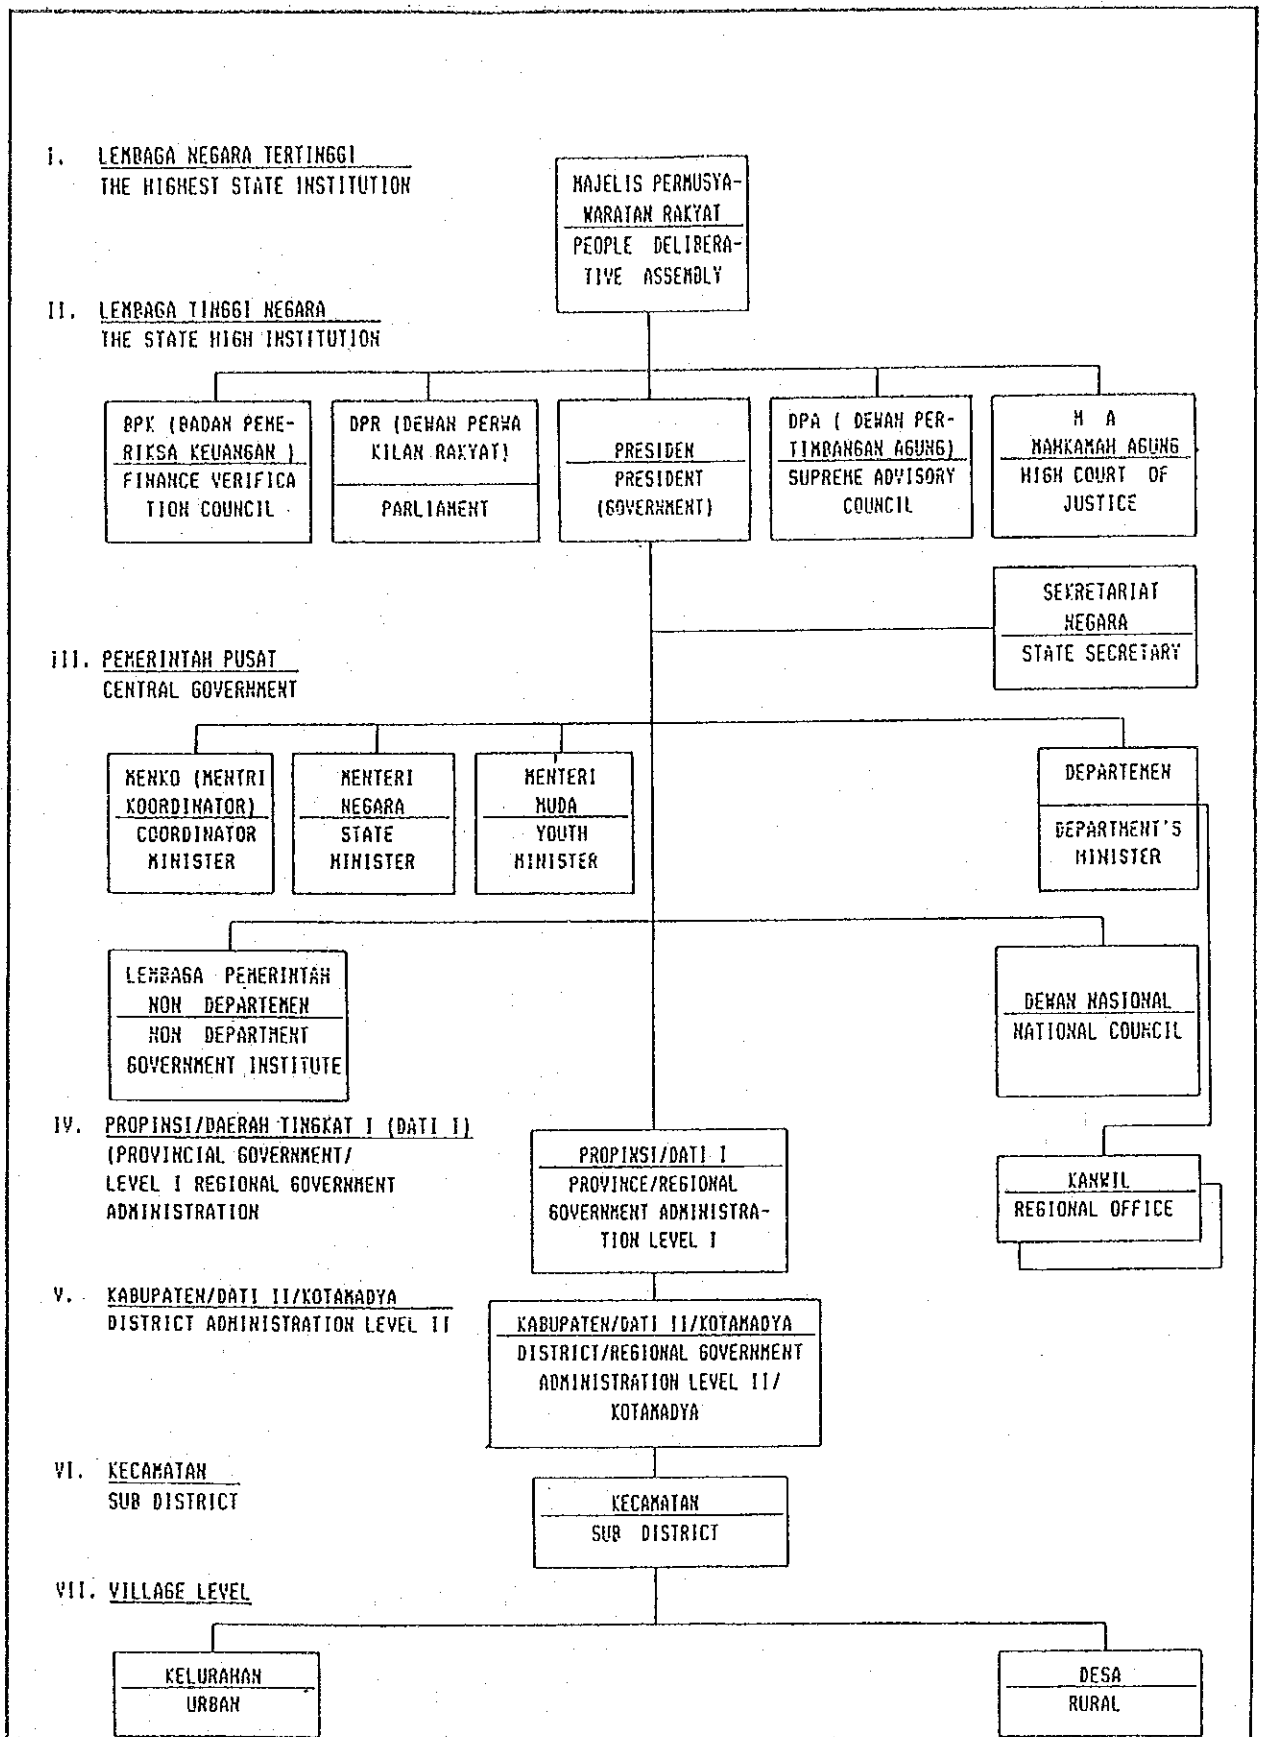 I. LEMBAGA NEGARA TERTINGGI
THE HIGHEST STATE INSTITUTION
MAJELIS PERMUSYA-
WARATAN RAKYAT
PEOPLE DELIBERA-
TIVE ASSEMBLY
II. LEMBAGA TINGGI NEGARA
THE STATE HIGH INSTITUTION
BPK (BADAN PEME-
RIKSA KEUANGAN )
FINANCE VERIFICA
TION COUNCIL
DPR (DEWAN PERWA
KILAN RAKYAT)
PARLIAMENT
PRESIDEN
PRESIDENT
(GOVERNMENT)
DPA ( DEWAN PER-
TIMBANGAN AGUNG)
SUPREME ADVISORY
COUNCIL
M A
MAHKAMAH AGUNG
HIGH COURT OF
JUSTICE
SEKRETARIAT
NEGARA
STATE SECRETARY
III. PEMERINTAH PUSAT
CENTRAL GOVERNMENT
MENKO (MENTRI
KOORDINATOR)
COORDINATOR
MINISTER
MENTERI
NEGARA
STATE
MINISTER
MENTERI
MUDA
YOUTH
MINISTER
DEPARTEMEN
DEPARTMENT'S
MINISTER
LEMBAGA PEMERINTAH
NON DEPARTEMEN
NON DEPARTMENT
GOVERNMENT INSTITUTE
DEWAN NASIONAL
NATIONAL COUNCIL
IV. PROPINSI/DAERAH TINGKAT I (DATI I)
(PROVINCIAL GOVERNMENT/
LEVEL I REGIONAL GOVERNMENT
ADMINISTRATION
PROPINSI/DATI I
PROVINCE/REGIONAL
GOVERNMENT ADMINISTRA-
TION LEVEL I
KANWIL
REGIONAL OFFICE
V. KABUPATEN/DATI II/KOTAMADYA
DISTRICT ADMINISTRATION LEVEL II
KABUPATEN/DATI II/KOTAMADYA
DISTRICT/REGIONAL GOVERNMENT
ADMINISTRATION LEVEL II/
KOTAMADYA
VI. KECAMATAN
SUB DISTRICT
KECAMATAN
SUB DISTRICT
VII. VILLAGE LEVEL
KELURAHAN
URBAN
DESA
RURAL